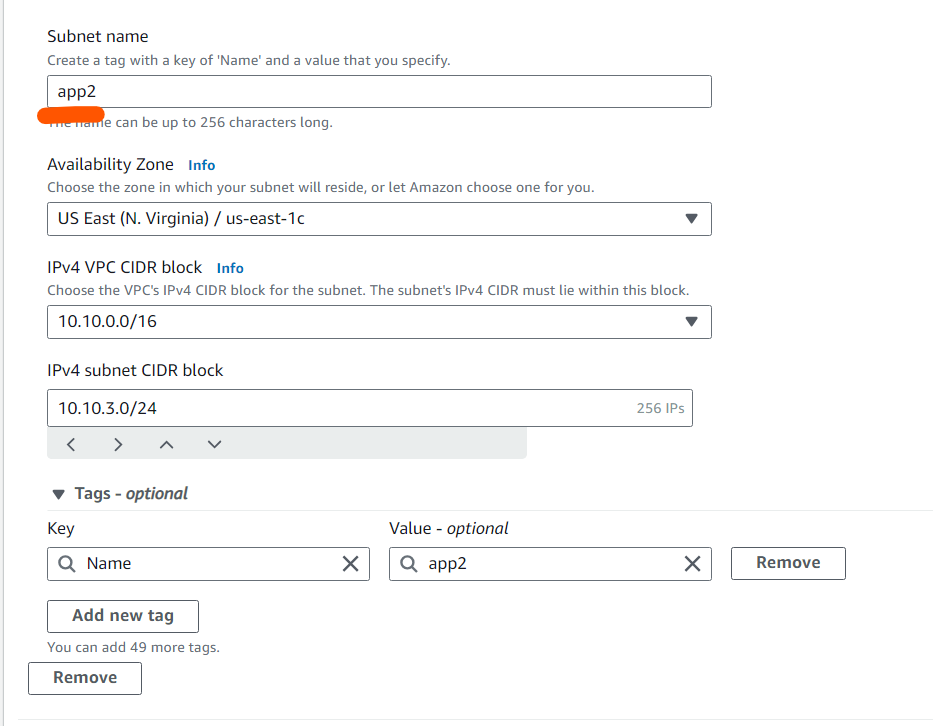 Subnet name
Create a tag with a key of 'Name' and a value that you specify.
app2
The name can be up to 256 characters long.
Availability Zone Info
Choose the zone in which your subnet will reside, or let Amazon choose one for you.
US East (N. Virginia) / us-east-1c
IPv4 VPC CIDR block Info
Choose the VPC's IPv4 CIDR block for the subnet. The subnet's IPv4 CIDR must lie within this block.
10.10.0.0/16
IPv4 subnet CIDR block
10.10.3.0/24 256 IPs
Tags - optional
Key Value - optional
Name app2 Remove
Add new tag
You can add 49 more tags.
Remove